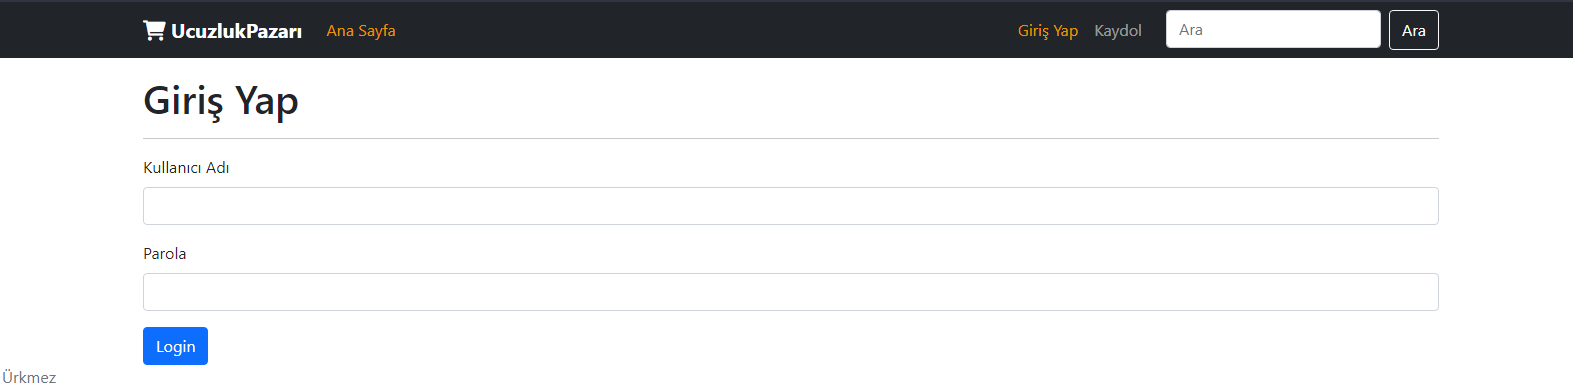 UcuzlukPazarı Ana Sayfa Giriş Yap Kaydol Ara Ara
Giriş Yap
Kullanıcı Adı
Parola
Login
Ürkmez